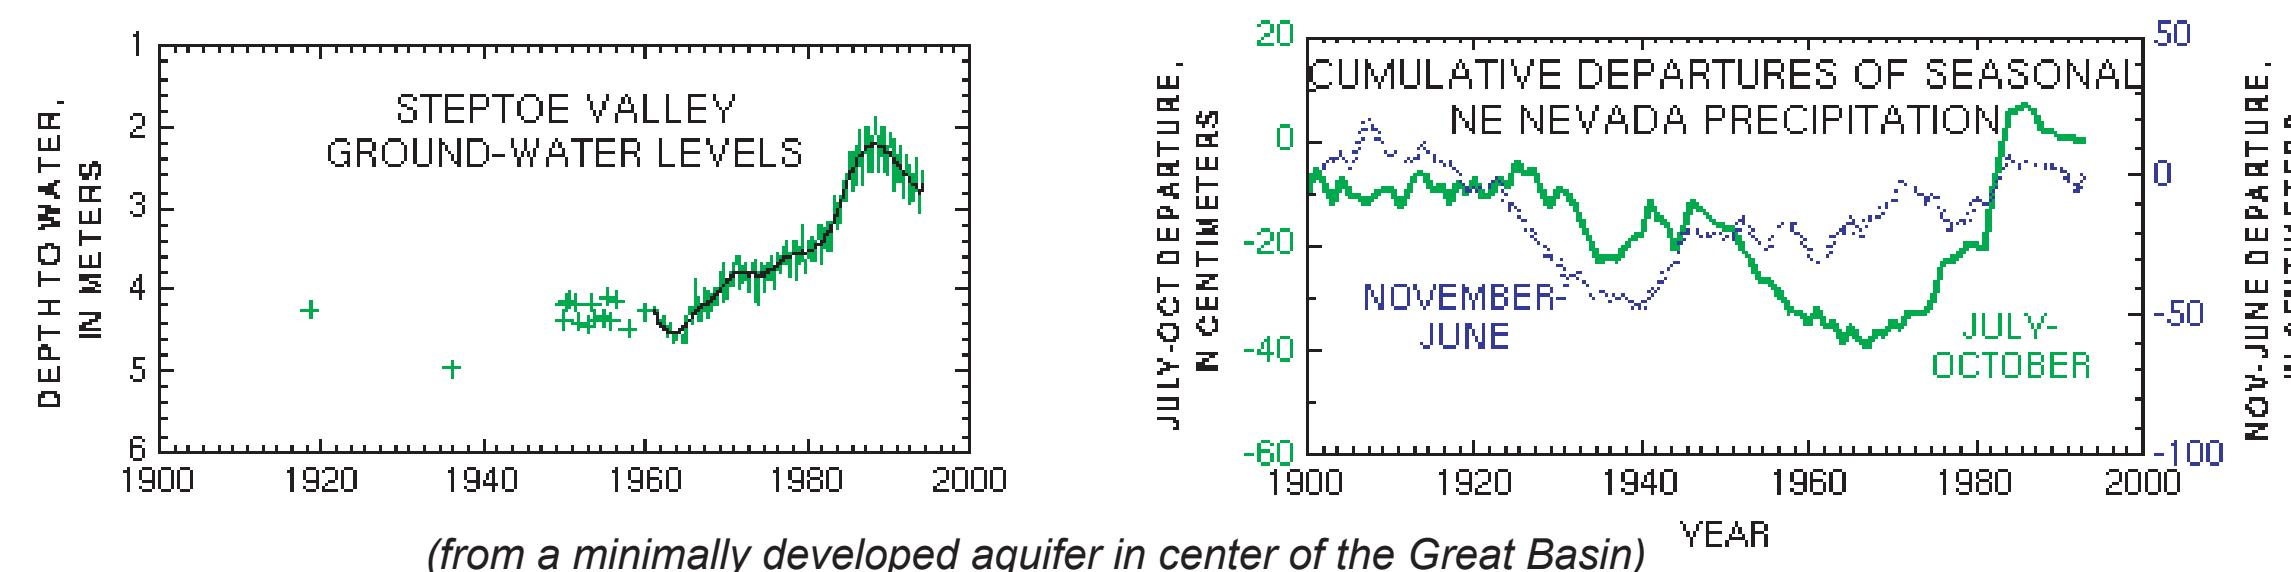 STEPTOE VALLEY
GROUND-WATER LEVELS
DEPTH TO WATER,
IN METERS
1
2
3
4
5
6
1900
1920
1940
1960
1980
2000
CUMULATIVE DEPARTURES OF SEASONAL
NE NEVADA PRECIPITATION
JULY-OCT DEPARTURE,
IN CENTIMETERS
20
0
-20
-40
-60
NOVEMBER-
JUNE
JULY-
OCTOBER
50
0
-50
-100
NOV-JUNE DEPARTURE,
1900
1920
1940
1960
1980
2000
YEAR
(from a minimally developed aquifer in center of the Great Basin)